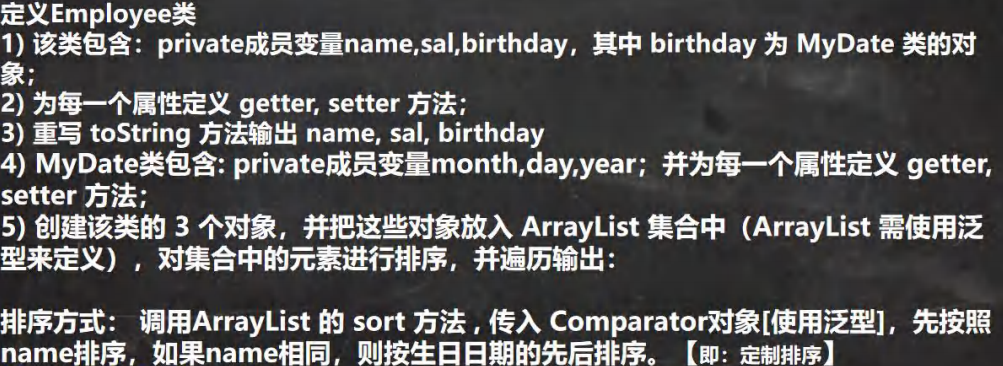 定义Employee类
1) 该类包含：private成员变量name,sal,birthday，其中 birthday 为 MyDate 类的对
象；
2) 为每一个属性定义 getter, setter 方法；
3) 重写 toString 方法输出 name, sal, birthday
4) MyDate类包含: private成员变量month,day,year；并为每一个属性定义 getter,
setter 方法；
5) 创建该类的 3 个对象，并把这些对象放入 ArrayList 集合中（ArrayList 需使用泛
型来定义），对集合中的元素进行排序，并遍历输出：
排序方式： 调用ArrayList 的 sort 方法 , 传入 Comparator对象[使用泛型]，先按照
name排序，如果name相同，则按生日日期的先后排序。【即：定制排序】